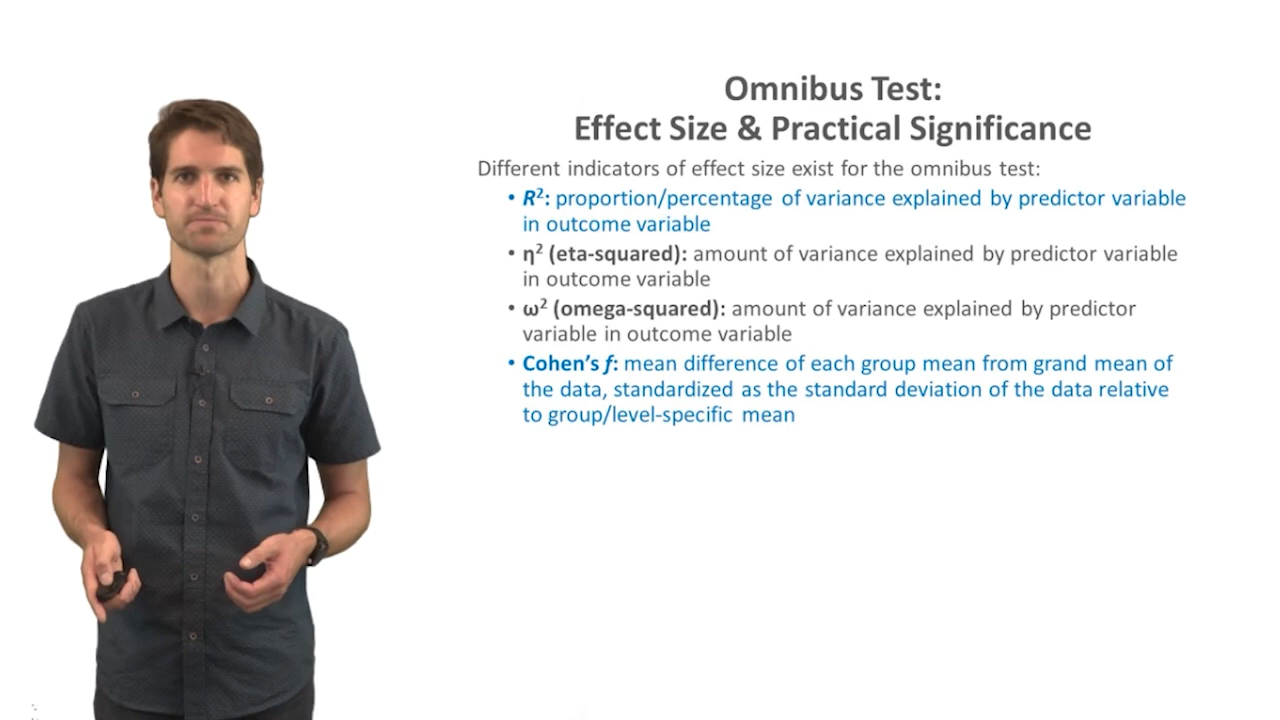 Omnibus Test:
Effect Size & Practical Significance
Different indicators of effect size exist for the omnibus test:
• R²: proportion/percentage of variance explained by predictor variable
in outcome variable
• η² (eta-squared): amount of variance explained by predictor variable
in outcome variable
• ω² (omega-squared): amount of variance explained by predictor
variable in outcome variable
• Cohen’s f: mean difference of each group mean from grand mean of
the data, standardized as the standard deviation of the data relative
to group/level-specific mean